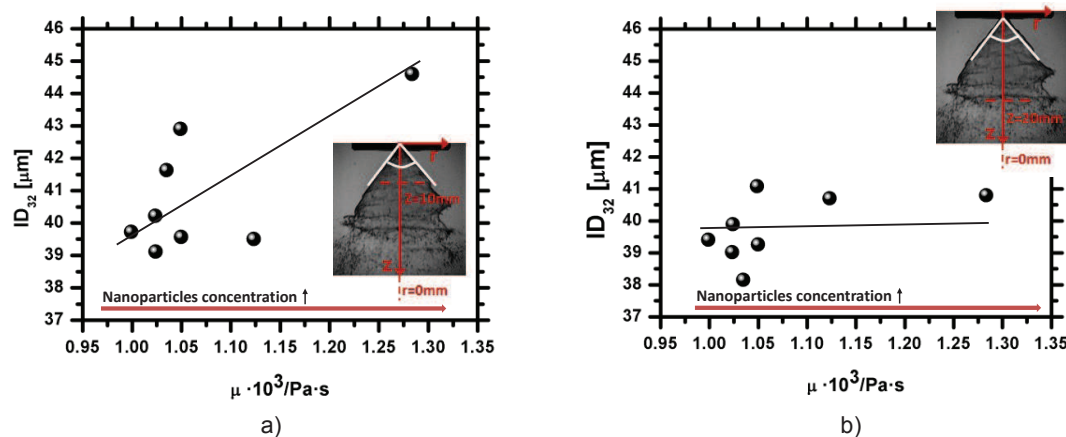 46
45
44
43
42
41
40
39
38
37
ID32 [µm]
r
Z=10mm
z
r=0mm
Nanoparticles concentration ↑
0.95 1.00 1.05 1.10 1.15 1.20 1.25 1.30 1.35
µ ·10³/Pa·s
a)
46
45
44
43
42
41
40
39
38
37
ID32 [µm]
r
Z=20mm
z
r=0mm
Nanoparticles concentration ↑
0.95 1.00 1.05 1.10 1.15 1.20 1.25 1.30 1.35
µ ·10³/Pa·s
b)